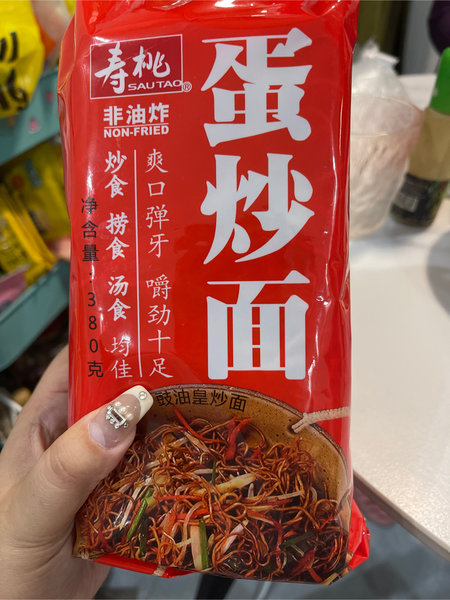 寿桃
SAUTAO®
非油炸
NON-FRIED
蛋炒面
爽口弹牙 嚼劲十足
炒食 捞食 汤食 均佳
净含量:380克
豉油皇炒面